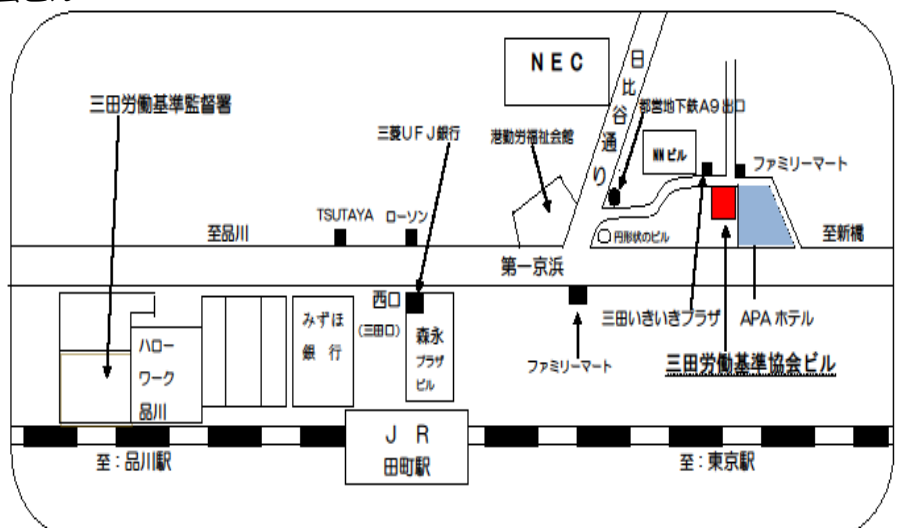 NEC
日比谷通り
三田労働基準監督署
三菱UFJ銀行
港勤労福祉会館
都営地下鉄A9出口
NNビル
ファミリーマート
TSUTAYA
ローソン
至品川
円形状のビル
至新橋
第一京浜
西口
(三田口)
みずほ
銀行
森永
プラザ
ビル
ハロー
ワーク
品川
ファミリーマート
三田いきいきプラザ
APAホテル
三田労働基準協会ビル
JR
田町駅
至:品川駅
至:東京駅